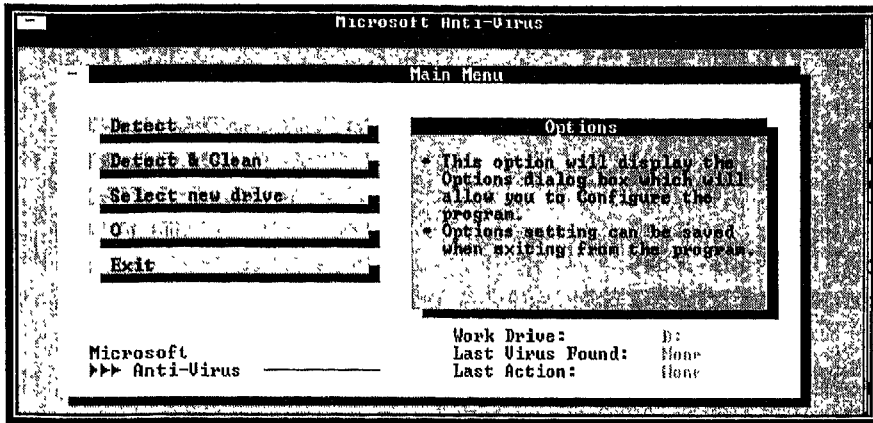 Microsoft Anti-Virus
Main Menu
Detect
Detect & Clean
Select new drive
O
Exit
Options
• This option will display the
Options dialog box which will
allow you to Configure the
program.
• Options setting can be saved
when exiting from the program.
Work Drive: D:
Last Virus Found: None
Last Action: None
Microsoft
►►► Anti-Virus